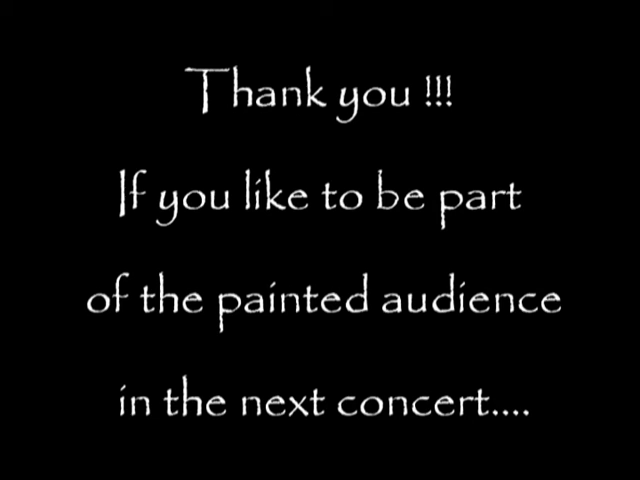 Thank you !!!
If you like to be part
of the painted audience
in the next concert....